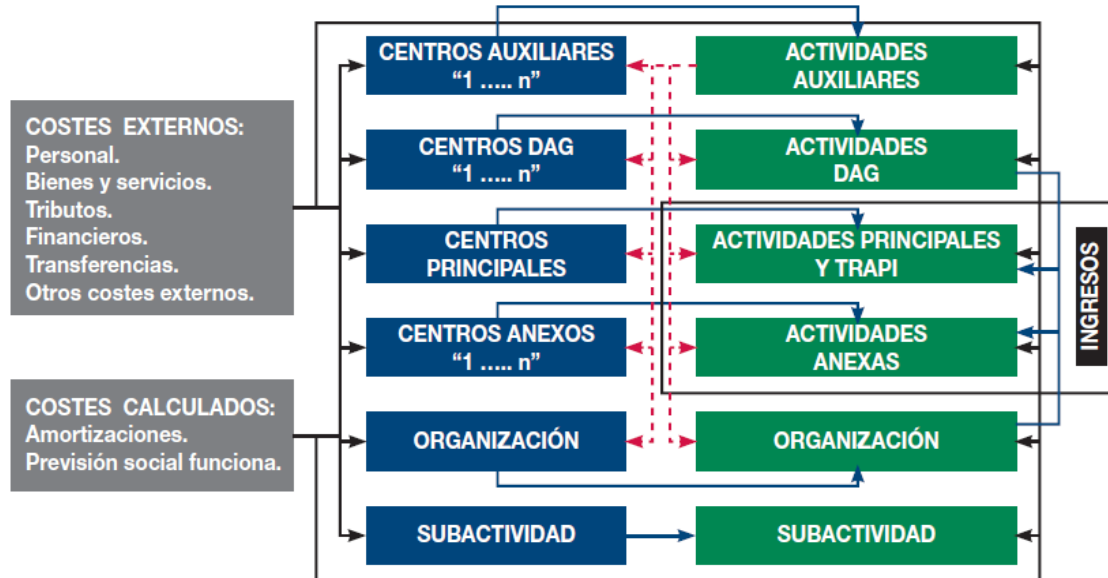 COSTES EXTERNOS:
Personal.
Bienes y servicios.
Tributos.
Financieros.
Transferencias.
Otros costes externos.
COSTES CALCULADOS:
Amortizaciones.
Previsión social funciona.
CENTROS AUXILIARES
“1 ..... n”
CENTROS DAG
“1 ..... n”
CENTROS
PRINCIPALES
CENTROS ANEXOS
“1 ..... n”
ORGANIZACIÓN
SUBACTIVIDAD
ACTIVIDADES
AUXILIARES
ACTIVIDADES
DAG
ACTIVIDADES PRINCIPALES
Y TRAPI
ACTIVIDADES
ANEXAS
ORGANIZACIÓN
SUBACTIVIDAD
INGRESOS